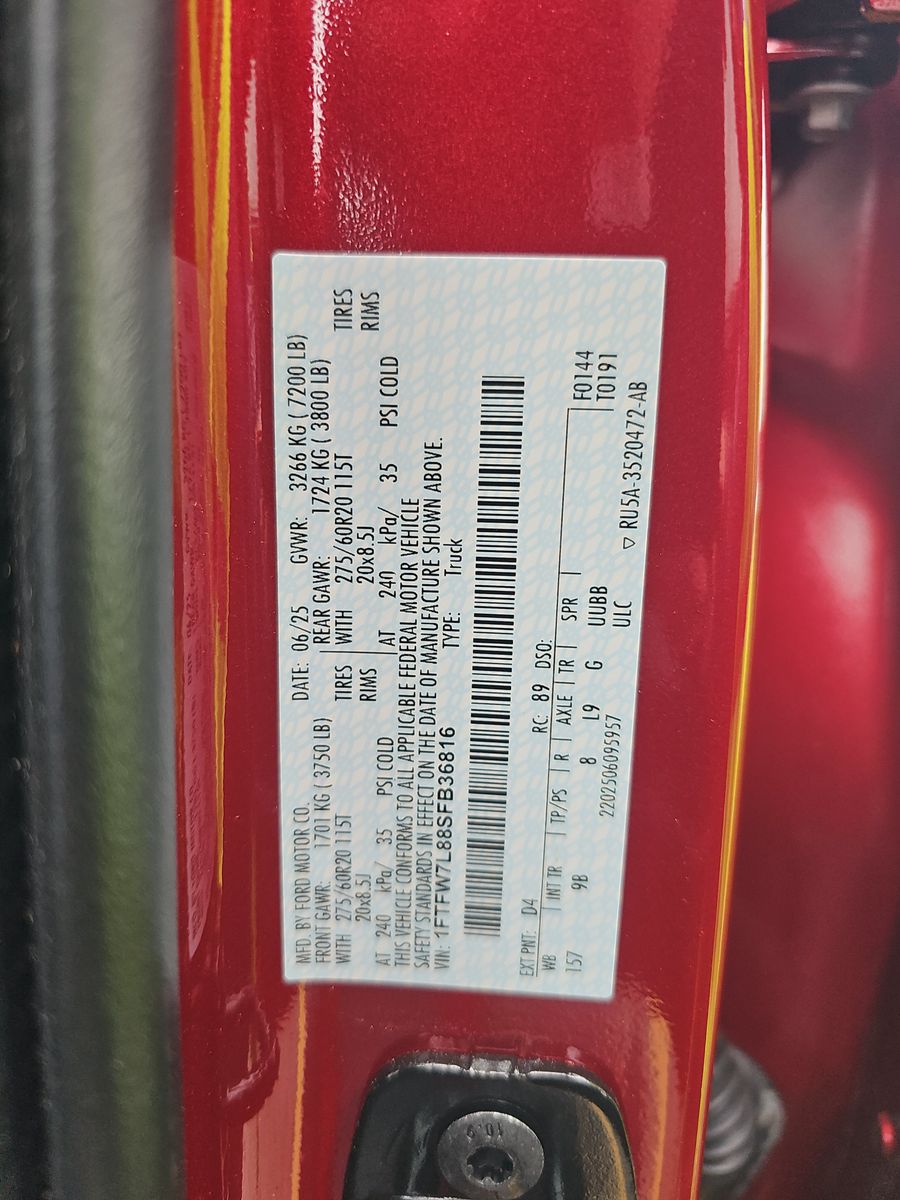 MFD. BY FORD MOTOR CO. DATE: 06/25 GVWR: 3266 KG ( 7200 LB)
FRONT GAWR: 1701 KG ( 3750 LB) REAR GAWR: 1724 KG ( 3800 LB)
WITH 275/60R20 115T TIRES WITH 275/60R20 115T TIRES
20x8.5J RIMS 20x8.5J RIMS
AT 240 kPa/ 35 PSI COLD AT 240 kPa/ 35 PSI COLD
THIS VEHICLE CONFORMS TO ALL APPLICABLE FEDERAL MOTOR VEHICLE
SAFETY STANDARDS IN EFFECT ON THE DATE OF MANUFACTURE SHOWN ABOVE.
VIN: 1FTFW7L88SFB36816 TYPE: Truck
EXT PNT: D4 RC: 89 DSO: F0144
WB INT TR TP/PS R AXLE TR SPR T0191
157 9B 8 L9 G UUBB
2202506095957 ULC ▽ RU5A-3520472-AB
10.9